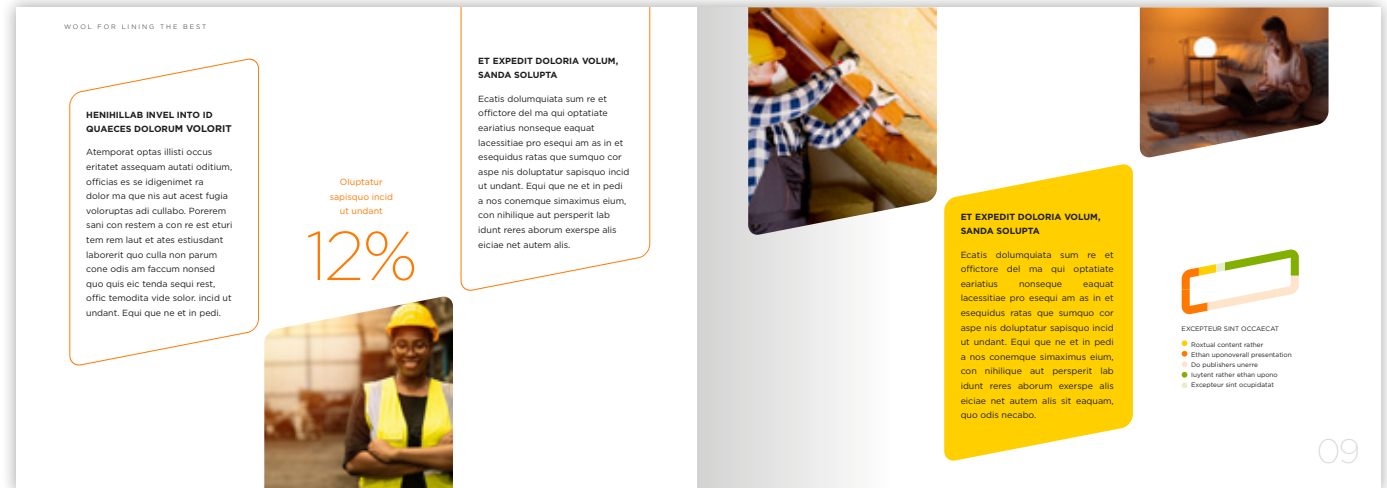 WOOL FOR LINING THE BEST
HENIHILLAB INVEL INTO ID
QUAECES DOLORUM VOLORIT
Atemporat optas illisti occus
eritatet assequam autati oditium,
officias es se idigenimet ra
dolor ma que nis aut acest fugia
voloruptas adi cullabo. Porerem
sani con restem a con re est eturi
tem rem laut et ates estiusdant
laborerit quo culla non parum
cone odis am faccum nonsed
quo quis eic tenda sequi rest,
offic temodita vide solor. incid ut
undant. Equi que ne et in pedi.
Oluptatur
sapisquo incid
ut undant
12%
ET EXPEDIT DOLORIA VOLUM,
SANDA SOLUPTA
Ecatis dolumquiata sum re et
offictore del ma qui optatiate
eariatius nonseque eaquat
lacessitiae pro esequi am as in et
esequidus ratas que sumquo cor
aspe nis doluptatur sapisquo incid
ut undant. Equi que ne et in pedi
a nos conemque simaximus eium,
con nihilique aut persperit lab
idunt reres aborum exerspe alis
eiciae net autem alis.
ET EXPEDIT DOLORIA VOLUM,
SANDA SOLUPTA
Ecatis dolumquiata sum re et
offictore del ma qui optatiate
eariatius nonseque eaquat
lacessitiae pro esequi am as in et
esequidus ratas que sumquo cor
aspe nis doluptatur sapisquo incid
ut undant. Equi que ne et in pedi
a nos conemque simaximus eium,
con nihilique aut persperit lab
idunt reres aborum exerspe alis
eiciae net autem alis sit eaquam,
quo odis necabo.
EXCEPTEUR SINT OCCAECAT
Roxtual content rather
Ethan uponoverall presentation
Do publishers unerre
Iuytent rather ethan upono
Excepteur sint ocupidatat
09